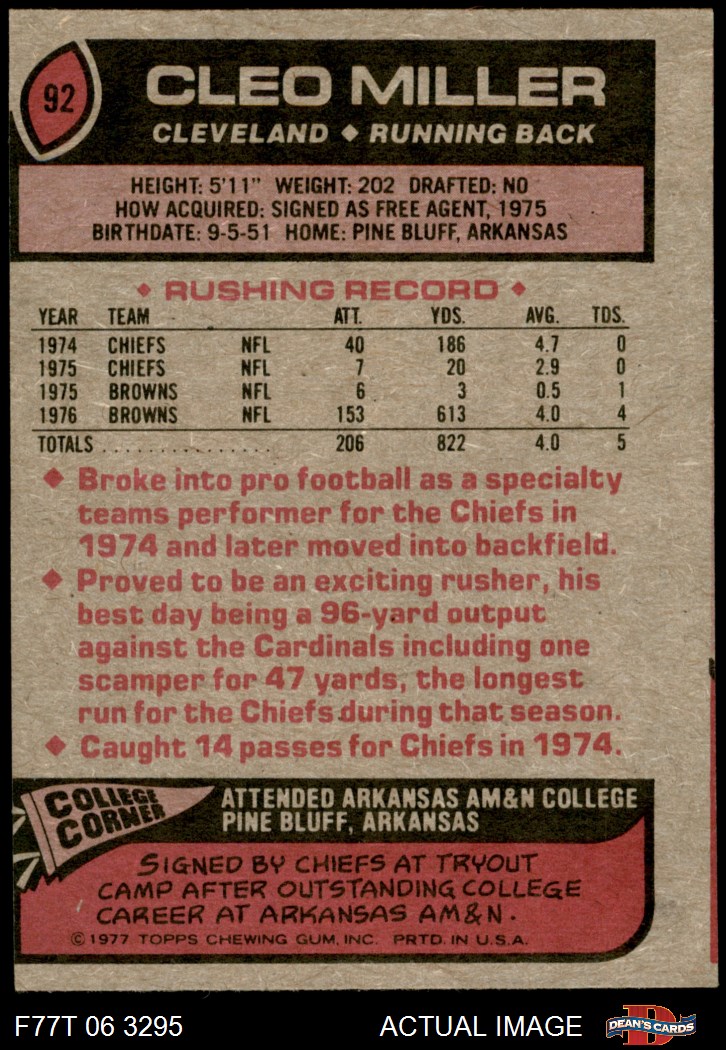 92
CLEO MILLER
CLEVELAND ◆ RUNNING BACK
HEIGHT: 5'11" WEIGHT: 202 DRAFTED: NO
HOW ACQUIRED: SIGNED AS FREE AGENT, 1975
BIRTHDATE: 9-5-51 HOME: PINE BLUFF, ARKANSAS
◆ RUSHING RECORD ◆
YEAR TEAM ATT. YDS. AVG. TDS.
1974 CHIEFS NFL 40 186 4.7 0
1975 CHIEFS NFL 7 20 2.9 0
1975 BROWNS NFL 6 3 0.5 1
1976 BROWNS NFL 153 613 4.0 4
TOTALS ................ 206 822 4.0 5
◆ Broke into pro football as a specialty
teams performer for the Chiefs in
1974 and later moved into backfield.
◆ Proved to be an exciting rusher, his
best day being a 96-yard output
against the Cardinals including one
scamper for 47 yards, the longest
run for the Chiefs during that season.
◆ Caught 14 passes for Chiefs in 1974.
COLLEGE
CORNER
ATTENDED ARKANSAS AM&N COLLEGE
PINE BLUFF, ARKANSAS
SIGNED BY CHIEFS AT TRYOUT
CAMP AFTER OUTSTANDING COLLEGE
CAREER AT ARKANSAS AM&N.
© 1977 TOPPS CHEWING GUM, INC. PRTD. IN U.S.A.
F77T 06 3295 ACTUAL IMAGE
D
DEAN'S CARDS